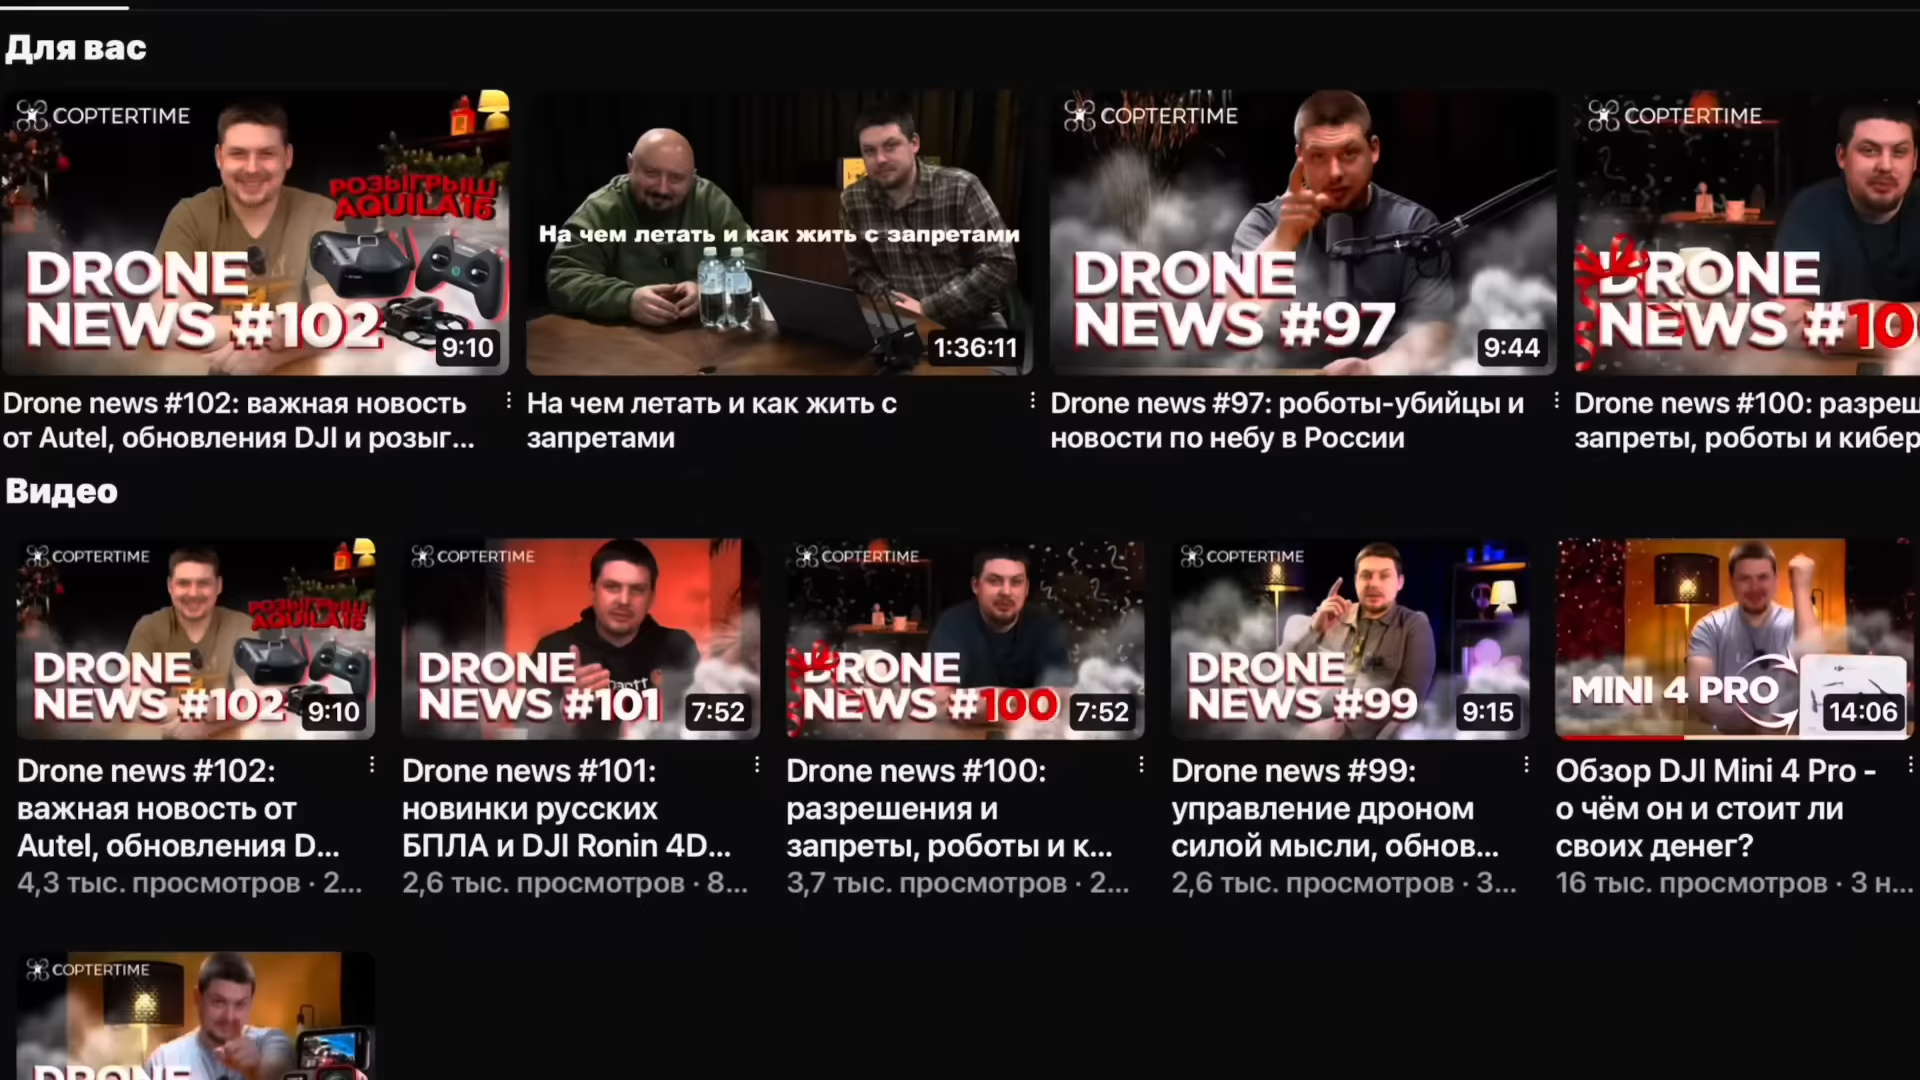 Для вас
COPTERTIME
РОЗЫГРЫШ
AQUILA16
DRONE
NEWS #102
9:10
На чем летать и как жить с запретами
1:36:11
COPTERTIME
DRONE
NEWS #97
9:44
COPTERTIME
DRONE
NEWS #10
Drone news #102: важная новость
от Autel, обновления DJI и розыг...
На чем летать и как жить с
запретами
Drone news #97: роботы-убийцы и
новости по небу в России
Drone news #100: разреш
запреты, роботы и кибер
Видео
COPTERTIME
РОЗЫГРЫШ
AQUILA16
DRONE
NEWS #102
9:10
COPTERTIME
DRONE
NEWS #101
7:52
COPTERTIME
DRONE
NEWS #100
7:52
COPTERTIME
DRONE
NEWS #99
9:15
MINI 4 PRO
14:06
Drone news #102:
важная новость от
Autel, обновления D...
4,3 тыс. просмотров · 2...
Drone news #101:
новинки русских
БПЛА и DJI Ronin 4D...
2,6 тыс. просмотров · 8...
Drone news #100:
разрешения и
запреты, роботы и к...
3,7 тыс. просмотров · 2...
Drone news #99:
управление дроном
силой мысли, обнов...
2,6 тыс. просмотров · 3...
Обзор DJI Mini 4 Pro -
о чём он и стоит ли
своих денег?
16 тыс. просмотров · 3 н...
COPTERTIME
DRONE